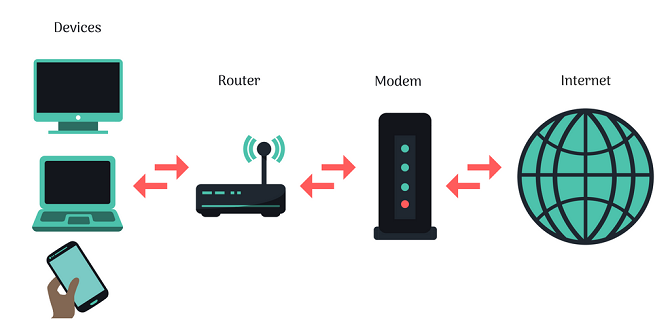 Devices
Router
Modem
Internet